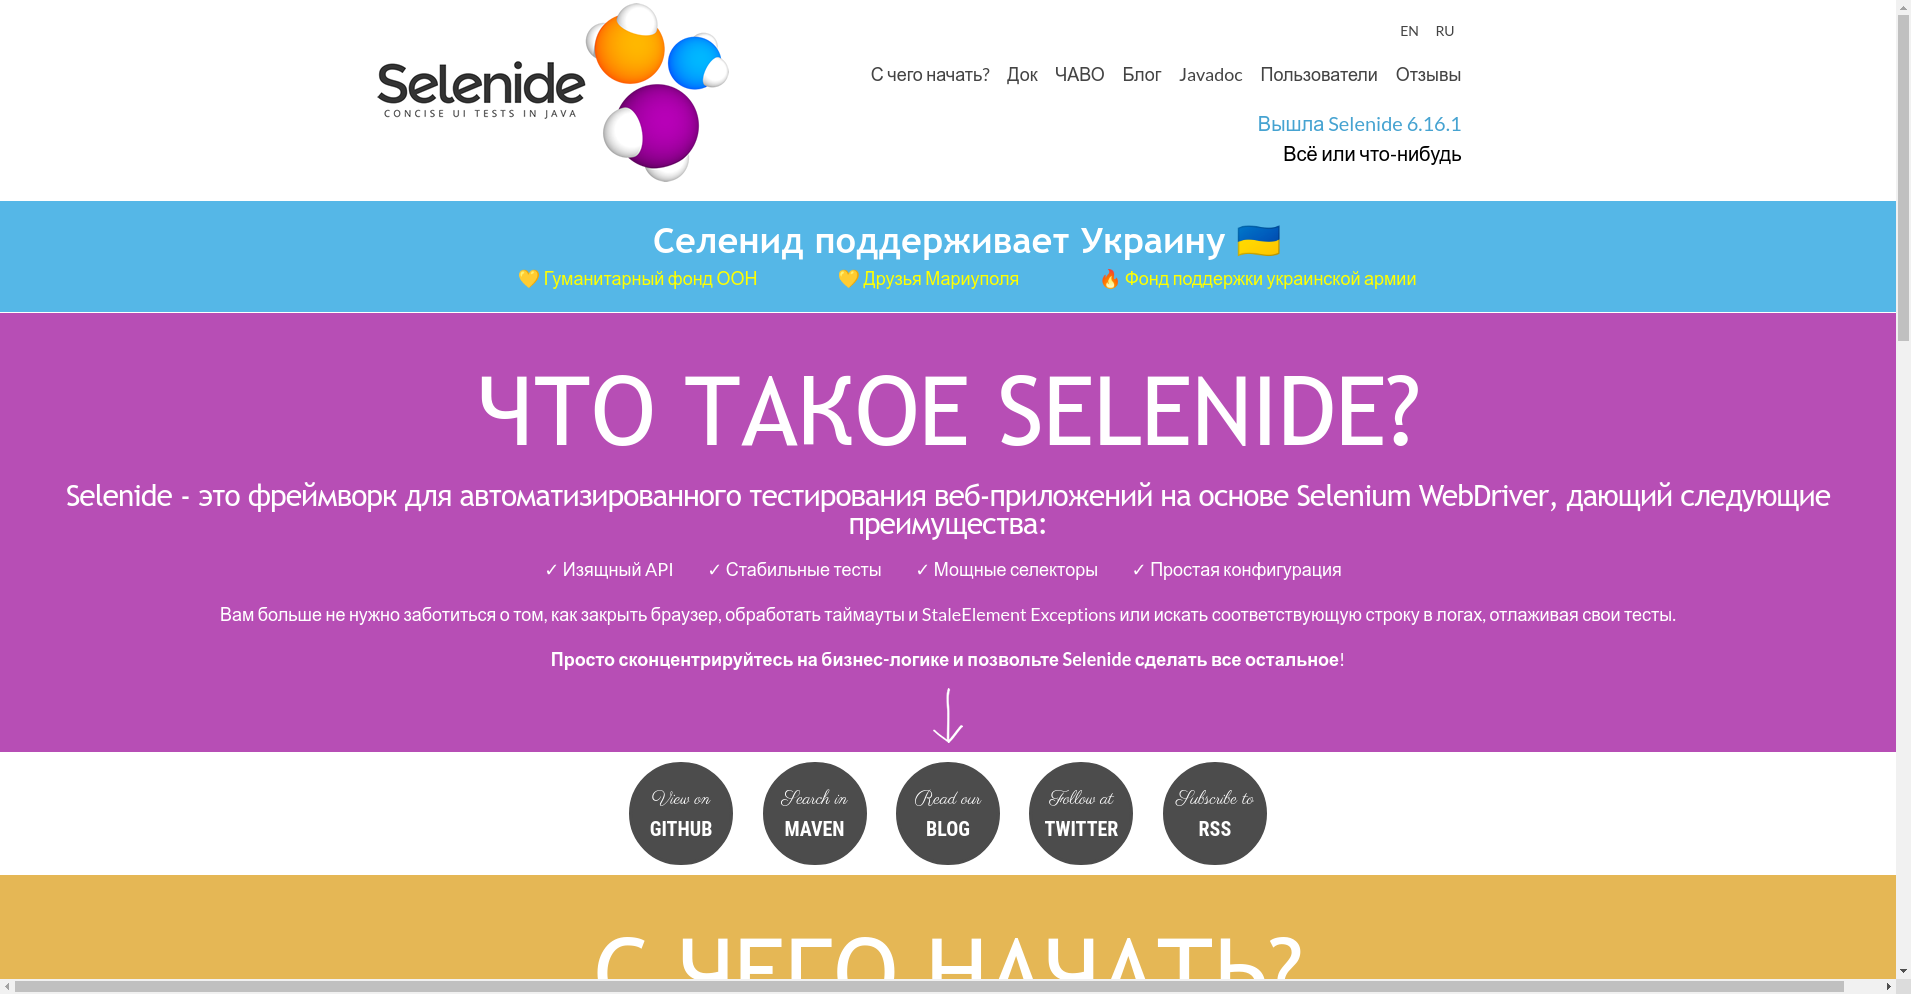 Selenide
CONCISE UI TESTS IN JAVA
EN RU
С чего начать? Док ЧАВО Блог Javadoc Пользователи Отзывы
Вышла Selenide 6.16.1
Всё или что-нибудь
Селенид поддерживает Украину 🇺🇦
💛 Гуманитарный фонд ООН 💛 Друзья Мариуполя 🔥 Фонд поддержки украинской армии
ЧТО ТАКОЕ SELENIDE?
Selenide - это фреймворк для автоматизированного тестирования веб-приложений на основе Selenium WebDriver, дающий следующие
преимущества:
✓ Изящный API ✓ Стабильные тесты ✓ Мощные селекторы ✓ Простая конфигурация
Вам больше не нужно заботиться о том, как закрыть браузер, обработать таймауты и StaleElement Exceptions или искать соответствующую строку в логах, отлаживая свои тесты.
Просто сконцентрируйтесь на бизнес-логике и позвольте Selenide сделать все остальное!
View on
GITHUB
Search in
MAVEN
Read our
BLOG
Follow at
TWITTER
Subscribe to
RSS
С ЧЕГО НАЧАТЬ?